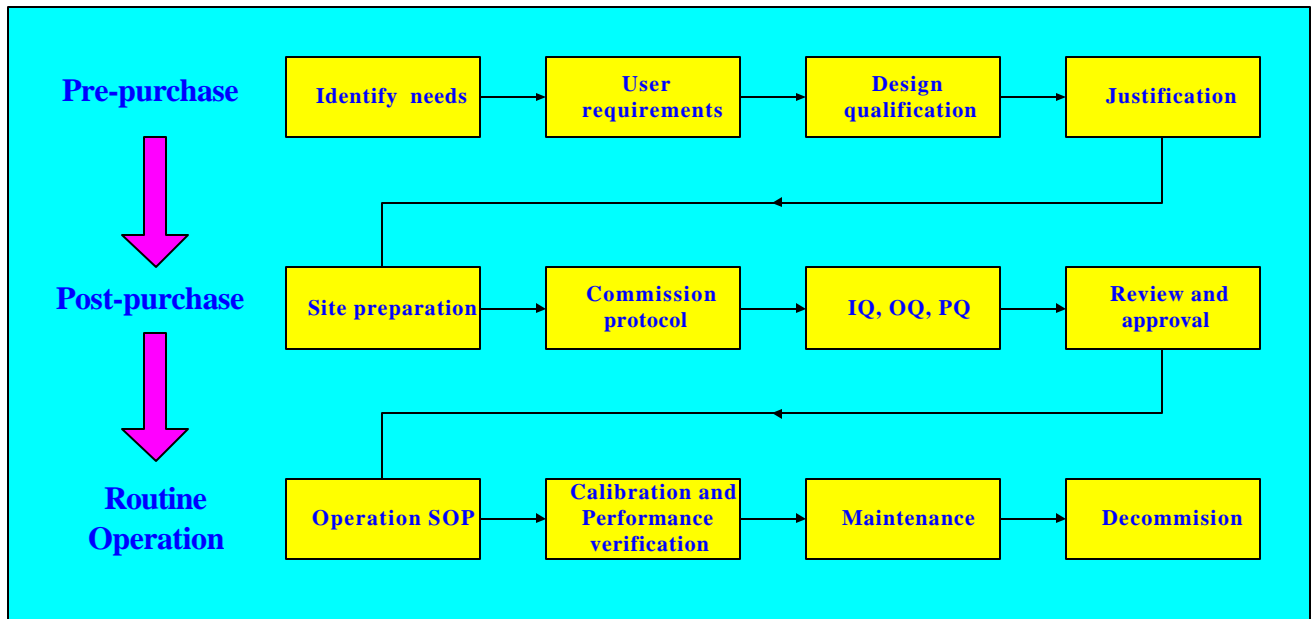 Pre-purchase
Identify needs
User
requirements
Design
qualification
Justification
Post-purchase
Site preparation
Commission
protocol
IQ, OQ, PQ
Review and
approval
Routine
Operation
Operation SOP
Calibration and
Performance
verification
Maintenance
Decommision